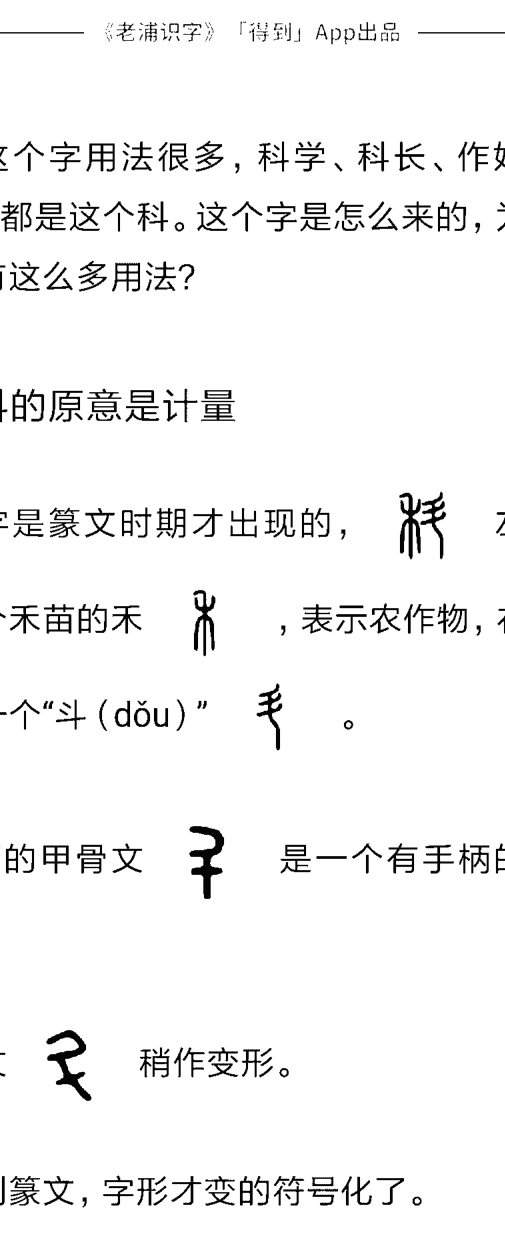 《老浦识字》「得到」App出品
这个字用法很多，科学、科长、作
都是这个科。这个字是怎么来的，
这么多用法？
的原意是计量
字是篆文时期才出现的，
禾苗的禾 ，表示农作物，
个“斗（dǒu）” 。
的甲骨文 是一个有手柄的
稍作变形。
篆文，字形才变的符号化了。